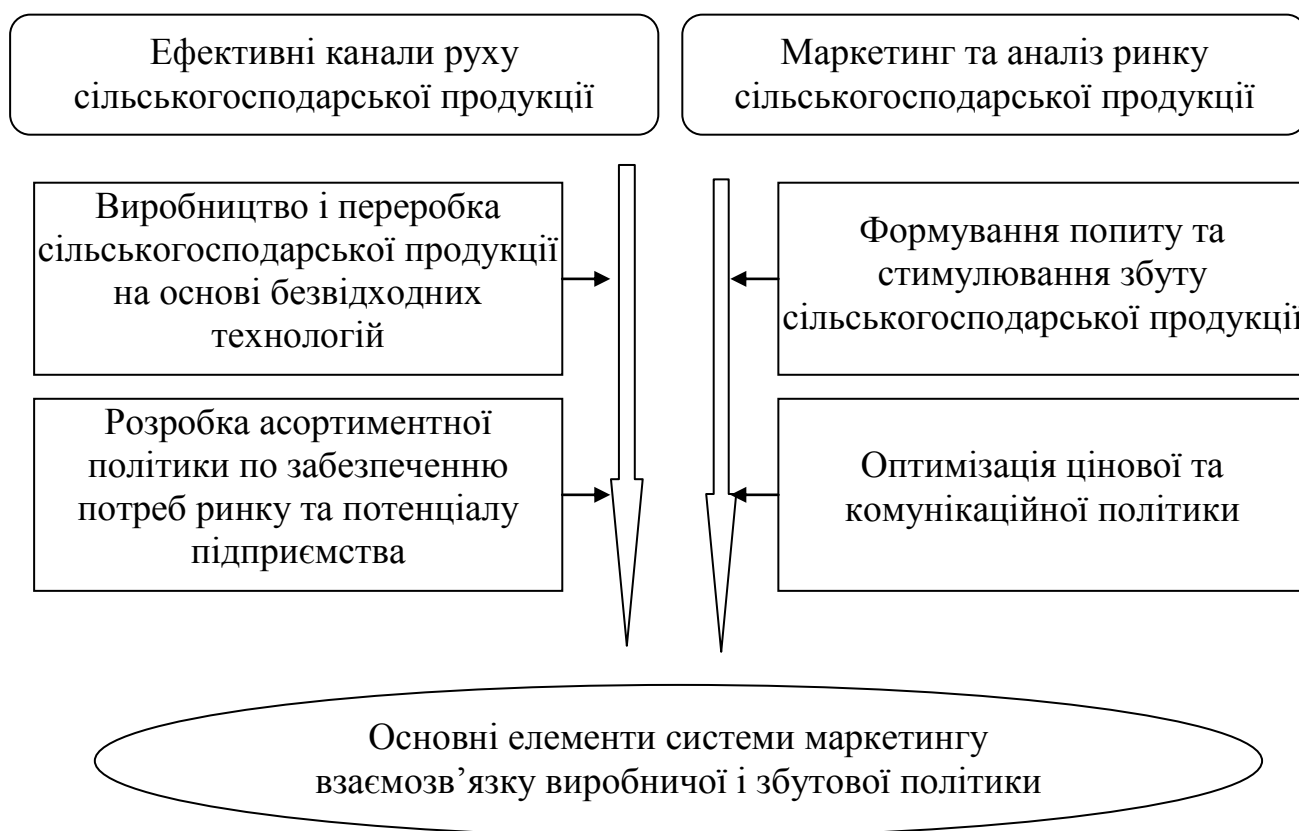 Ефективні канали руху
сільськогосподарської продукції
Маркетинг та аналіз ринку
сільськогосподарської продукції
Виробництво і переробка
сільськогосподарської продукції
на основі безвідходних
технологій
Формування попиту та
стимулювання збуту
сільськогосподарської продукції
Розробка асортиментної
політики по забезпеченню
потреб ринку та потенціалу
підприємства
Оптимізація цінової та
комунікаційної політики
Основні елементи системи маркетингу
взаємозв’язку виробничої і збутової політики